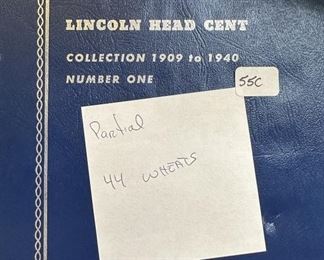 LINCOLN HEAD CENT
COLLECTION 1909 to 1940
NUMBER ONE
55C
Partial
44 WHEATS